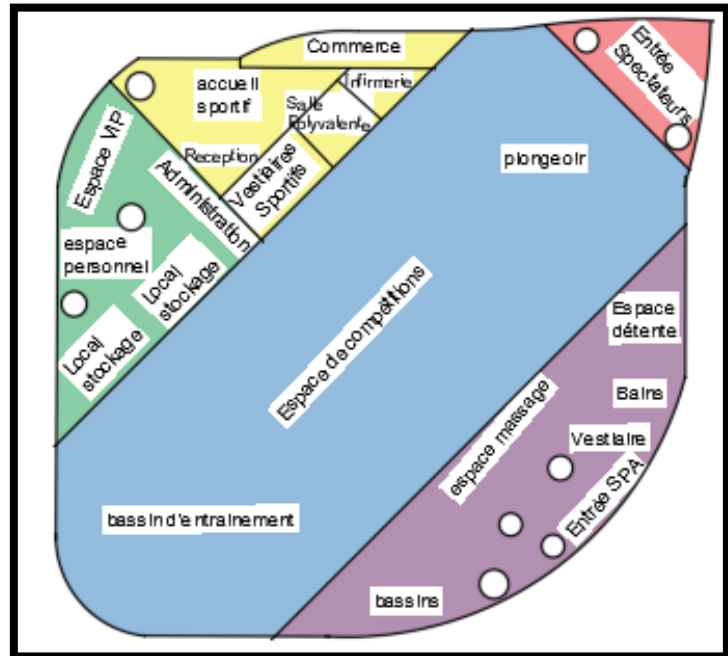 Commerce
Entrée
Spectateurs
accueil
sportif
Infirmerie
Salle
Polyvalente
Reception
Vestiaires
Sportifs
Espace VIP
Administration
plongeoir
espace
personnel
Local
stockage
Local
stockage
Espace de compétitions
Espace
détente
Bains
espace massage
Vestiaire
Entrée SPA
bassin d'entrainement
bassins